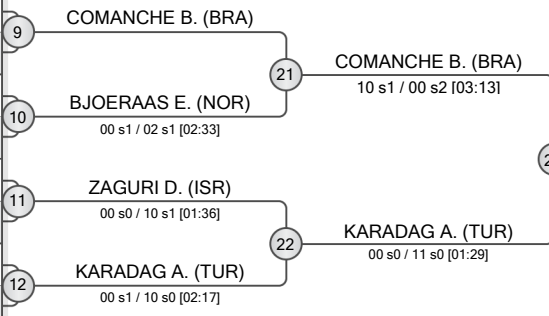 9
COMANCHE B. (BRA)
21
COMANCHE B. (BRA)
10 s1 / 00 s2 [03:13]
10
BJOERAAS E. (NOR)
00 s1 / 02 s1 [02:33]
11
ZAGURI D. (ISR)
00 s0 / 10 s1 [01:36]
22
KARADAG A. (TUR)
00 s0 / 11 s0 [01:29]
12
KARADAG A. (TUR)
00 s1 / 10 s0 [02:17]